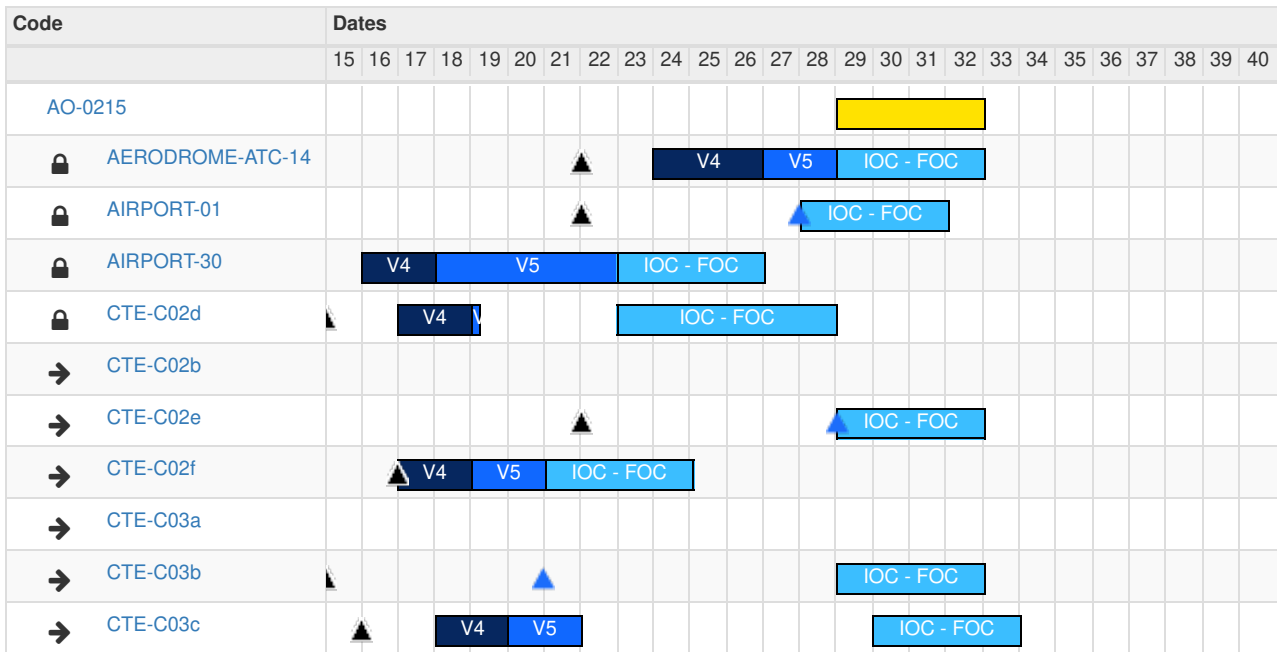 Code Dates
15 16 17 18 19 20 21 22 23 24 25 26 27 28 29 30 31 32 33 34 35 36 37 38 39 40
AO-0215
AERODROME-ATC-14 V4 V5 IOC - FOC
AIRPORT-01 IOC - FOC
AIRPORT-30 V4 V5 IOC - FOC
CTE-C02d V4 V IOC - FOC
CTE-C02b
CTE-C02e IOC - FOC
CTE-C02f V4 V5 IOC - FOC
CTE-C03a
CTE-C03b IOC - FOC
CTE-C03c V4 V5 IOC - FOC